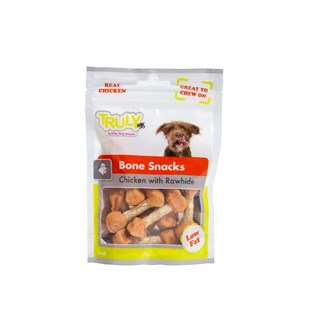 REAL
CHICKEN
GREAT TO
CHEW ON
TRULY
Bone Snacks
Chicken with Rawhide
Low
Fat